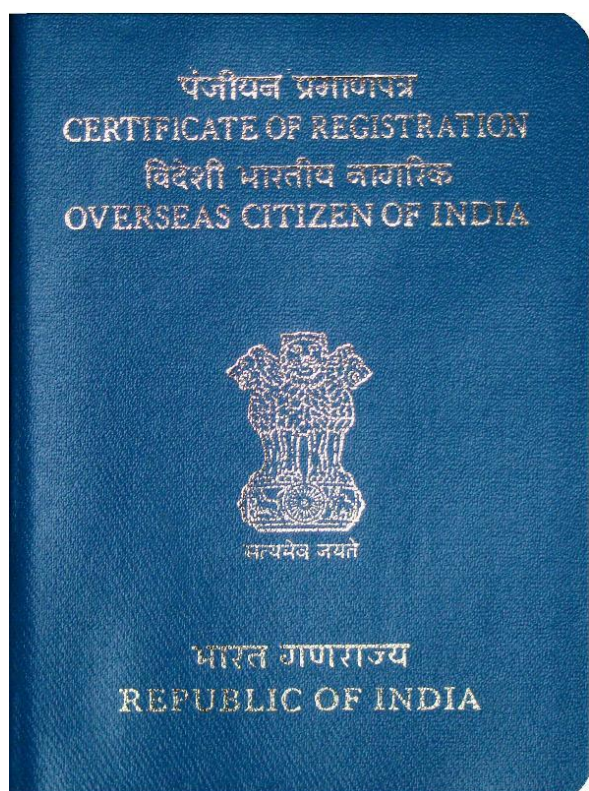 पंजीयन प्रमाणपत्र
CERTIFICATE OF REGISTRATION
विदेशी भारतीय नागरिक
OVERSEAS CITIZEN OF INDIA
सत्यमेव जयते
भारत गणराज्य
REPUBLIC OF INDIA